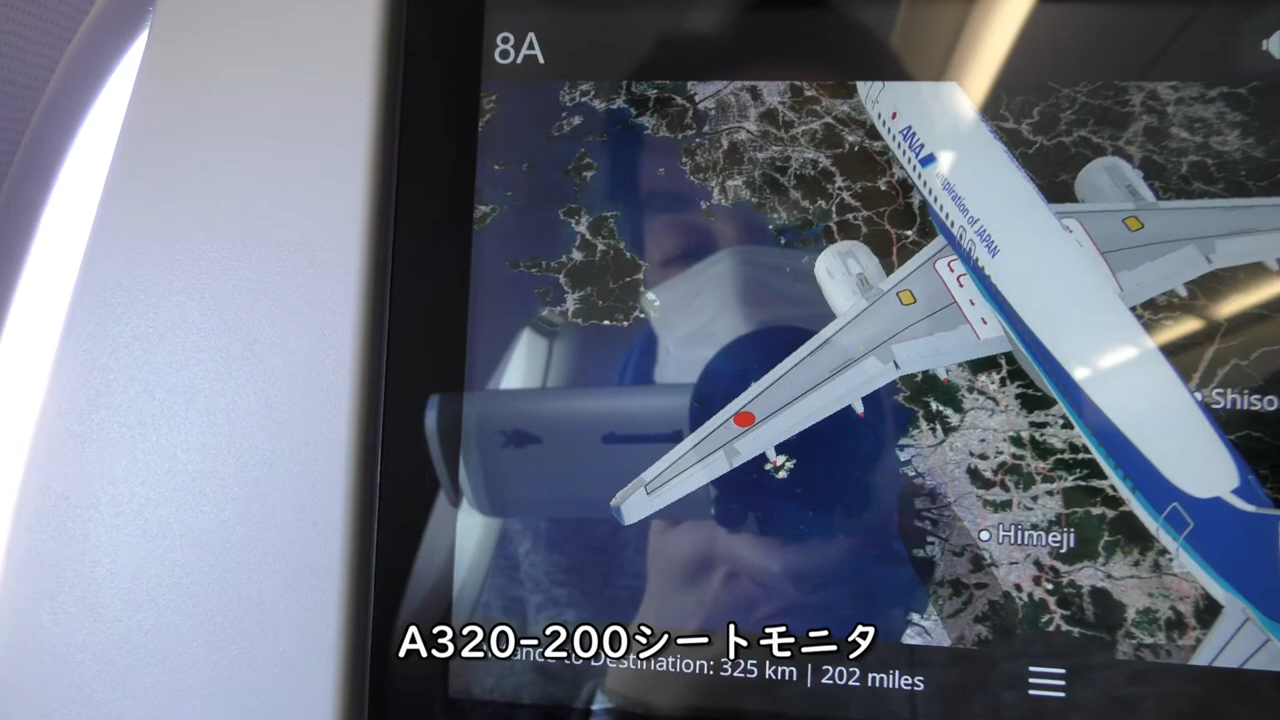 8A
ANA
Inspiration of JAPAN
Shiso
Himeji
A320-200シートモニタ
to Destination: 325 km | 202 miles